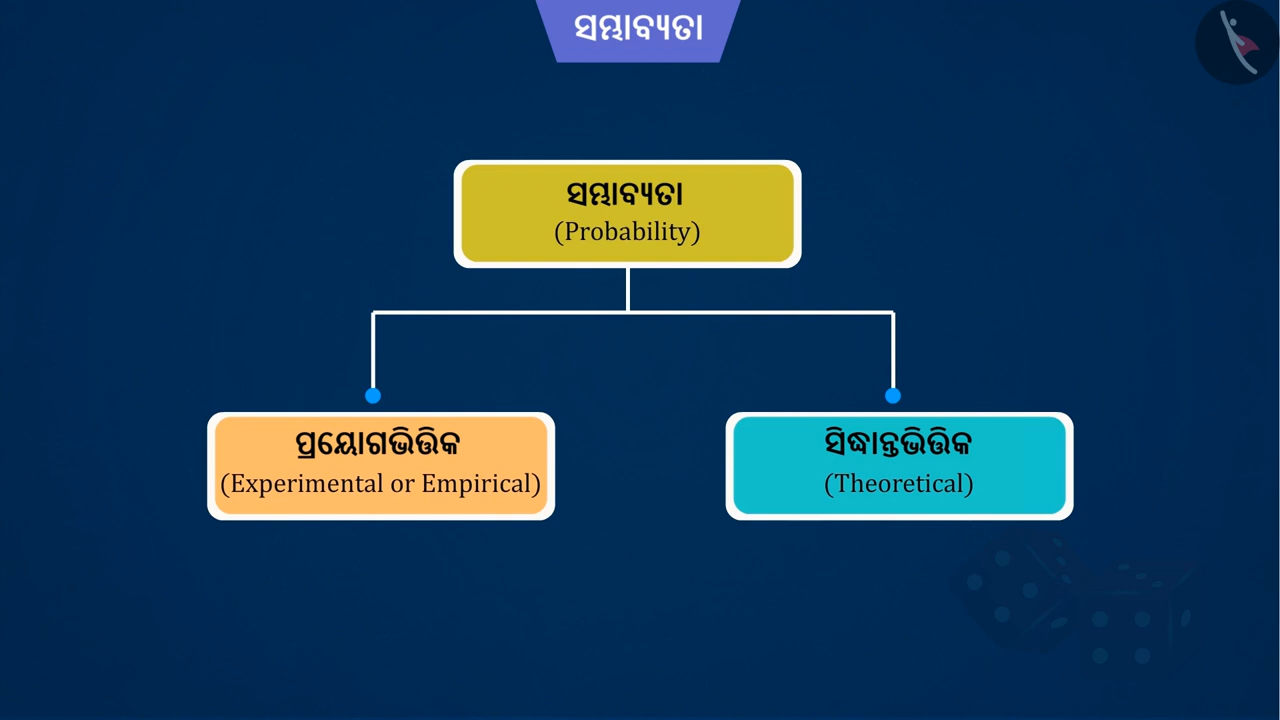 ସମ୍ଭାବ୍ୟତା
ସମ୍ଭାବ୍ୟତା
(Probability)
ପ୍ରୟୋଗଭିତ୍ତିକ
(Experimental or Empirical)
ସିଦ୍ଧାନ୍ତଭିତ୍ତିକ
(Theoretical)